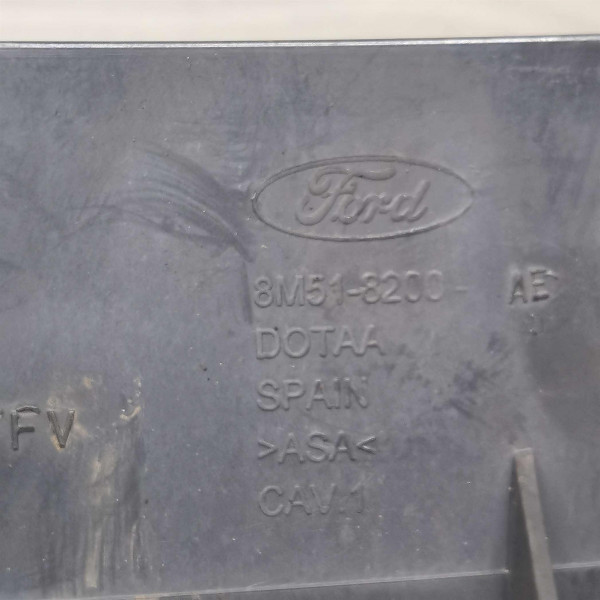 Ford
8M51-8200- AE
DOTAA
SPAIN
FV
>ASA<
CAV.1